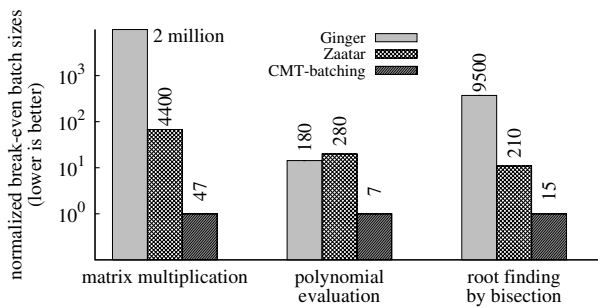 normalized break-even batch sizes
(lower is better)
10^3
10^2
10^1
10^0
2 million
4400
47
180
280
7
9500
210
15
Ginger
Zaatar
CMT-batching
matrix multiplication
polynomial
evaluation
root finding
by bisection